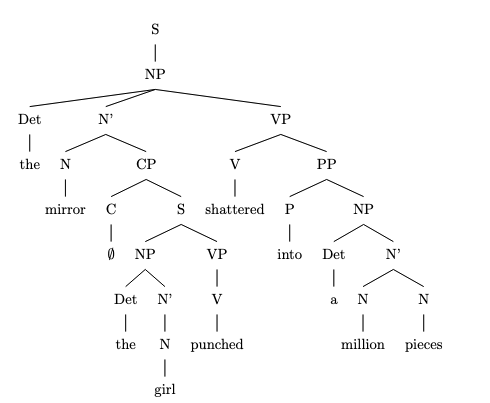 S
NP
Det N' VP
the N CP V PP
mirror C S shattered P NP
∅ NP VP into Det N'
Det N' V a N N
the N punched million pieces
girl